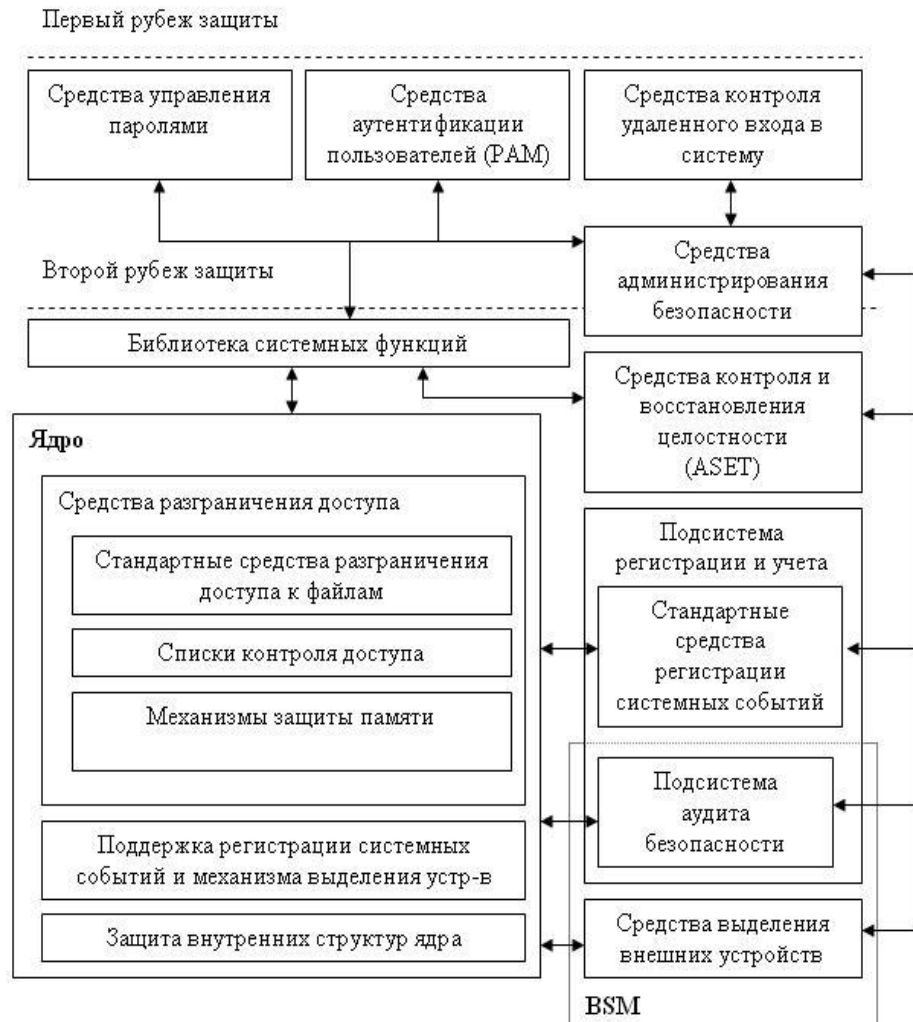 Первый рубеж защиты
Средства управления
паролями
Средства
аутентификации
пользователей (PAM)
Средства контроля
удаленного входа в
систему
Второй рубеж защиты
Средства
администрирования
безопасности
Библиотека системных функций
Средства контроля и
восстановления
целостности
(ASET)
Ядро
Средства разграничения доступа
Стандартные средства разграничения
доступа к файлам
Списки контроля доступа
Механизмы защиты памяти
Поддержка регистрации системных
событий и механизма выделения устр-в
Защита внутренних структур ядра
Подсистема
регистрации и учета
Стандартные
средства
регистрации
системных событий
Подсистема
аудита
безопасности
Средства выделения
внешних устройств
BSM